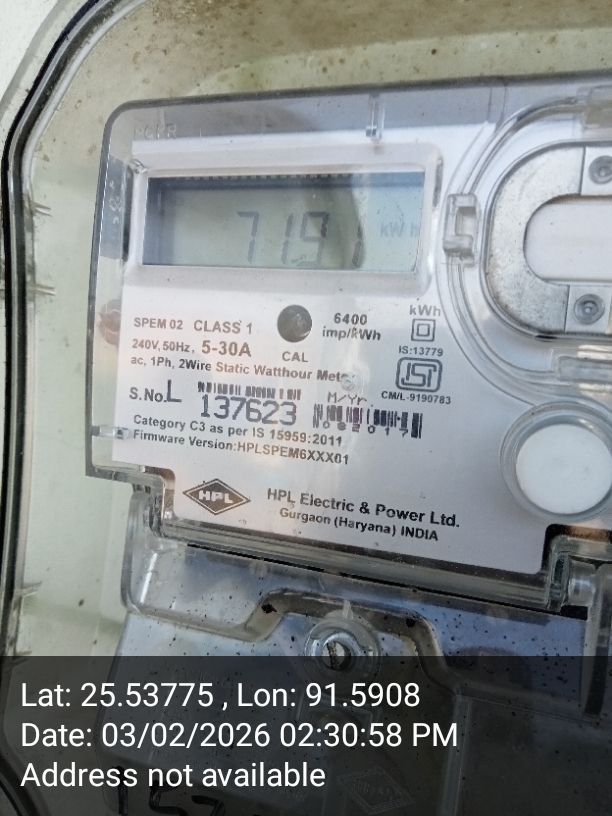 7191 kWh
SPEM 02 CLASS 1
240V, 50Hz, 5-30A
CAL
6400
imp/kWh
kWh
IS:13779
ac, 1Ph, 2Wire Static Watthour Meter
ISI
CM/L-9190783
S.No. L 137623
M/Yr.
082017
Category C3 as per IS 15959:2011
Firmware Version:HPLSPEM6XXX01
HPL
HPL Electric & Power Ltd.
Gurgaon (Haryana) INDIA
Lat: 25.53775 , Lon: 91.5908
Date: 03/02/2026 02:30:58 PM
Address not available